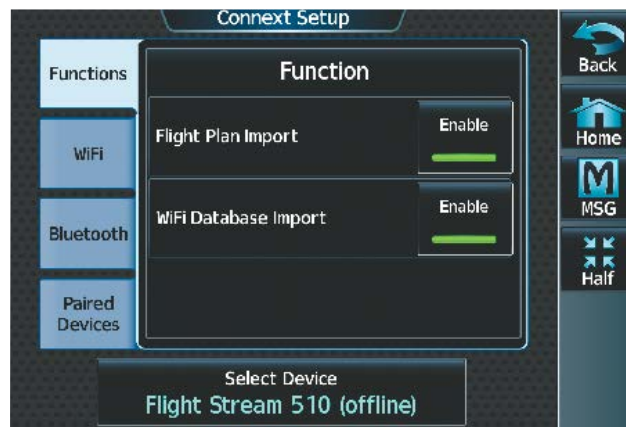 Connext Setup
Functions
WiFi
Bluetooth
Paired
Devices
Function
Flight Plan Import
Enable
WiFi Database Import
Enable
Select Device
Flight Stream 510 (offline)
Back
Home
M
MSG
Half